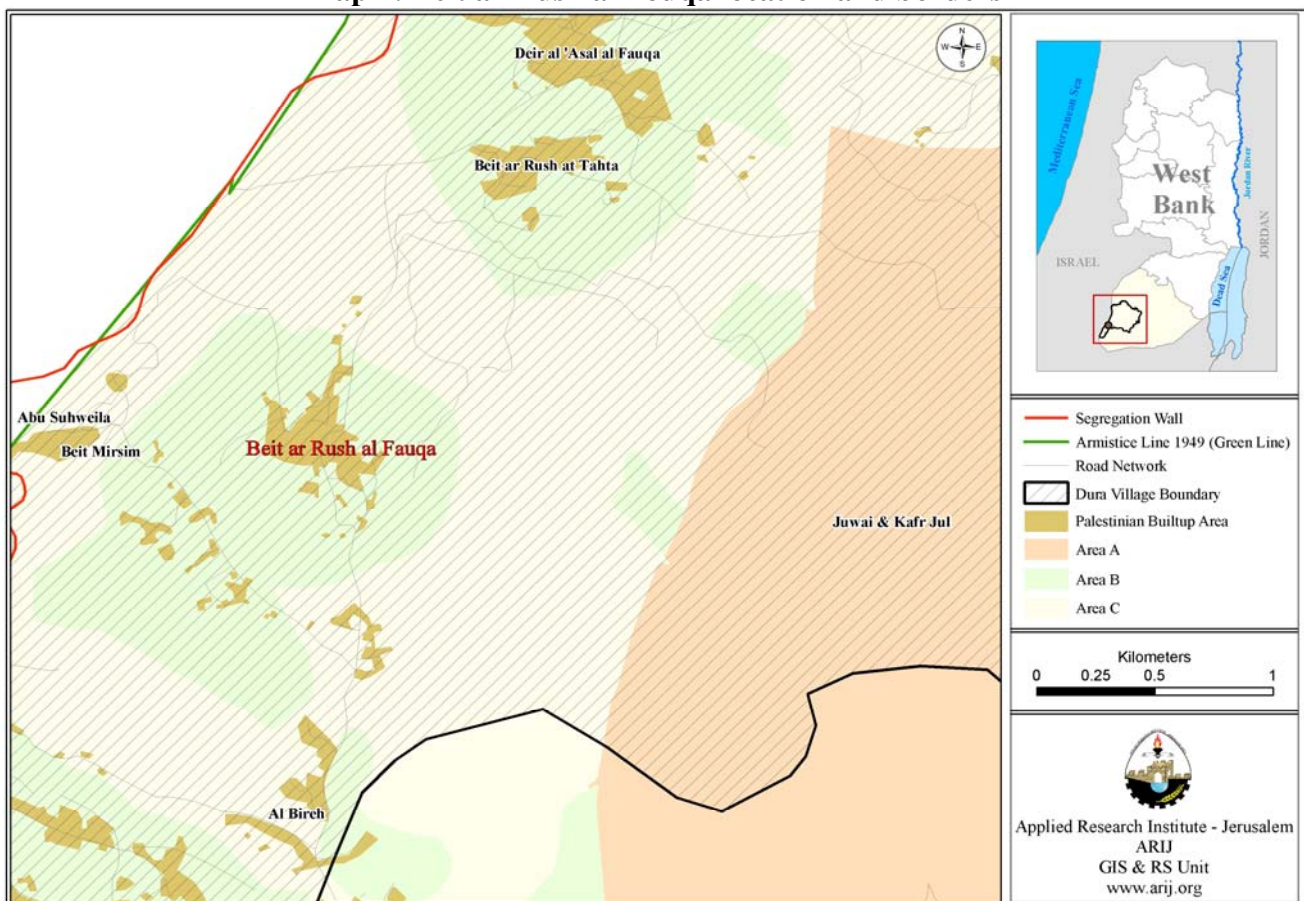 Deir al 'Asal al Fauqa
Beit ar Rush at Tahta
Abu Suhweila
Beit Mirsim
Beit ar Rush al Fauqa
Juwai & Kafr Jul
Al Bireh
N
W
E
S
Mediterranean Sea
West
Bank
Jordan River
JORDAN
ISRAEL
Dead Sea
Segregation Wall
Armistice Line 1949 (Green Line)
Road Network
Dura Village Boundary
Palestinian Builtup Area
Area A
Area B
Area C
Kilometers
0 0.25 0.5 1
Applied Research Institute - Jerusalem
ARIJ
GIS & RS Unit
www.arij.org